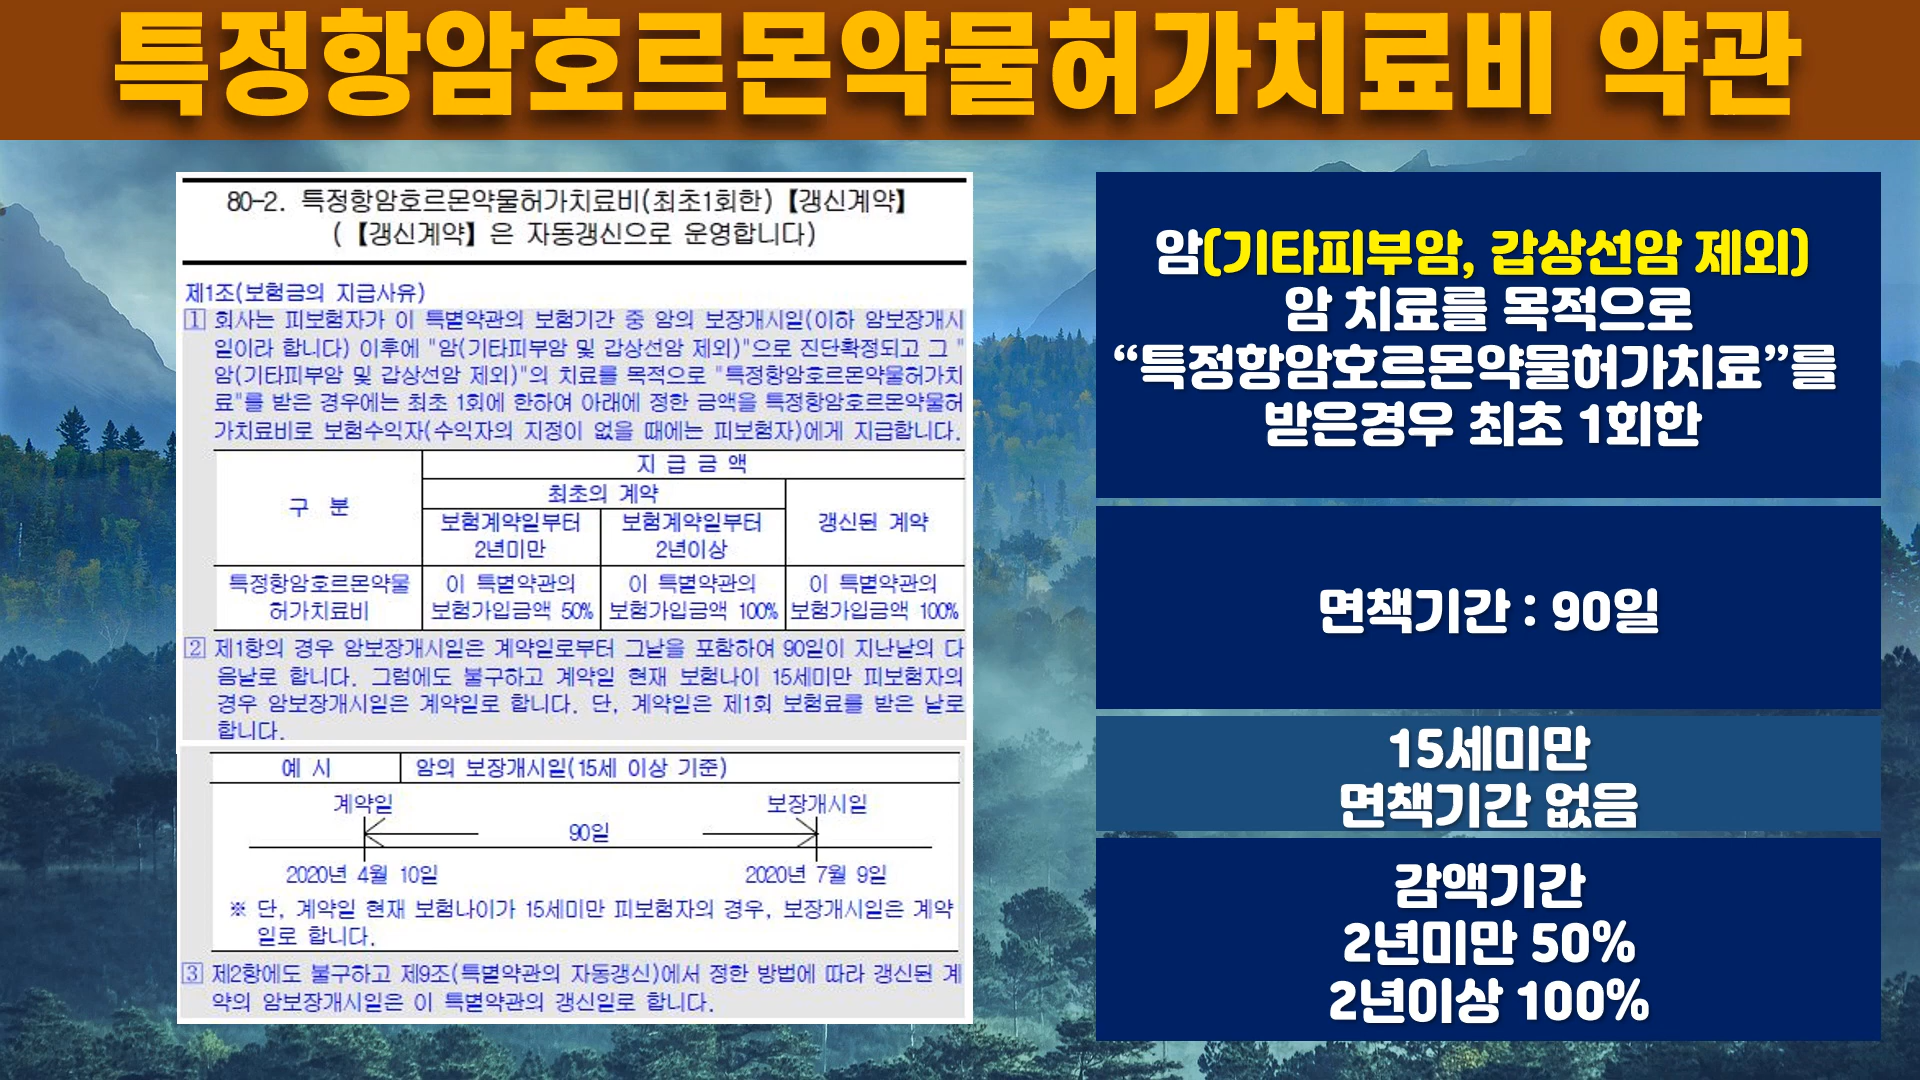 특정항암호르몬약물허가치료비 약관
80-2. 특정항암호르몬약물허가치료비(최초1회한)【갱신계약】
(【갱신계약】은 자동갱신으로 운영합니다)
제1조(보험금의 지급사유)
1 회사는 피보험자가 이 특별약관의 보험기간 중 암의 보장개시일(이하 암보장개시
일이라 합니다) 이후에 "암(기타피부암 및 갑상선암 제외)"으로 진단확정되고 그 "
암(기타피부암 및 갑상선암 제외)"의 치료를 목적으로 "특정항암호르몬약물허가치
료"를 받은 경우에는 최초 1회에 한하여 아래에 정한 금액을 특정항암호르몬약물허
가치료비로 보험수익자(수익자의 지정이 없을 때에는 피보험자)에게 지급합니다.
구 분
지 급 금 액
최초의 계약
갱신된 계약
보험계약일부터
2년미만
보험계약일부터
2년이상
특정항암호르몬약물
허가치료비
이 특별약관의
보험가입금액 50%
이 특별약관의
보험가입금액 100%
이 특별약관의
보험가입금액 100%
2 제1항의 경우 암보장개시일은 계약일로부터 그날을 포함하여 90일이 지난날의 다
음날로 합니다. 그럼에도 불구하고 계약일 현재 보험나이 15세미만 피보험자의
경우 암보장개시일은 계약일로 합니다. 단, 계약일은 제1회 보험료를 받은 날로
합니다.
예 시
암의 보장개시일(15세 이상 기준)
계약일
보장개시일
90일
2020년 4월 10일
2020년 7월 9일
※ 단, 계약일 현재 보험나이가 15세미만 피보험자의 경우, 보장개시일은 계약
일로 합니다.
3 제2항에도 불구하고 제9조(특별약관의 자동갱신)에서 정한 방법에 따라 갱신된 계
약의 암보장개시일은 이 특별약관의 갱신일로 합니다.
암(기타피부암, 갑상선암 제외)
암 치료를 목적으로
“특정항암호르몬약물허가치료”를
받은경우 최초 1회한
면책기간 : 90일
15세미만
면책기간 없음
감액기간
2년미만 50%
2년이상 100%